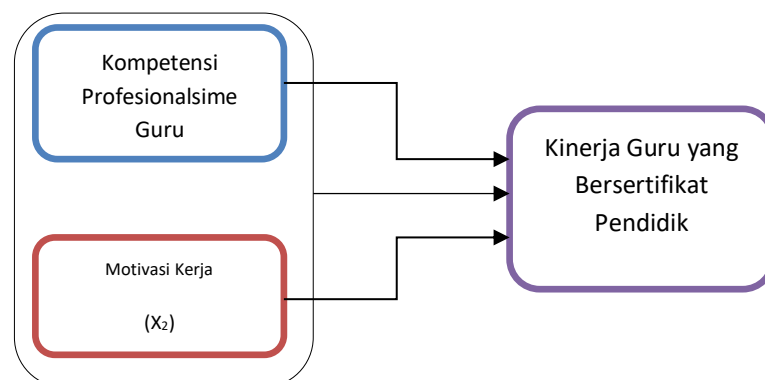 Kompetensi
Profesionalsime
Guru
Motivasi Kerja
(X₂)
Kinerja Guru yang
Bersertifikat
Pendidik